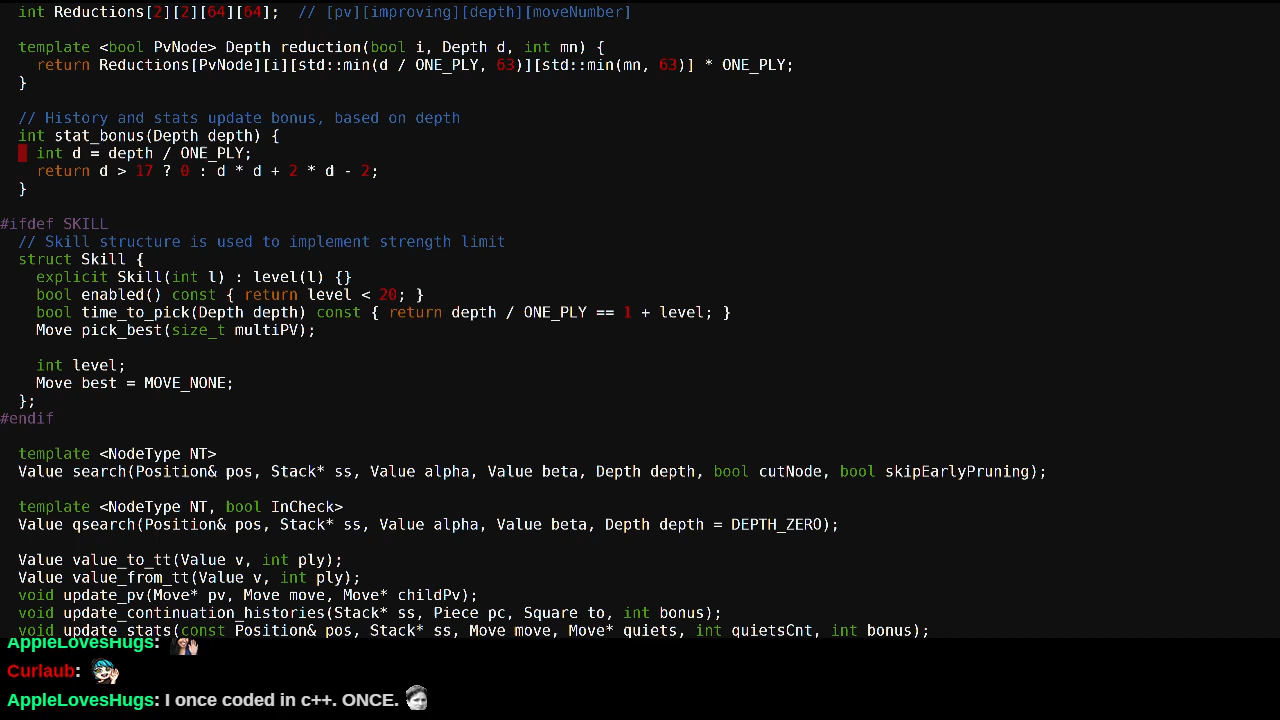 int Reductions[2][2][64][64];  // [pv][improving][depth][moveNumber]
template <bool PvNode> Depth reduction(bool i, Depth d, int mn) {
return Reductions[PvNode][i][std::min(d / ONE_PLY, 63)][std::min(mn, 63)] * ONE_PLY;
}
// History and stats update bonus, based on depth
int stat_bonus(Depth depth) {
int d = depth / ONE_PLY;
return d > 17 ? 0 : d * d + 2 * d - 2;
}
#ifdef SKILL
// Skill structure is used to implement strength limit
struct Skill {
explicit Skill(int l) : level(l) {}
bool enabled() const { return level < 20; }
bool time_to_pick(Depth depth) const { return depth / ONE_PLY == 1 + level; }
Move pick_best(size_t multiPV);
int level;
Move best = MOVE_NONE;
};
#endif
template <NodeType NT>
Value search(Position& pos, Stack* ss, Value alpha, Value beta, Depth depth, bool cutNode, bool skipEarlyPruning);
template <NodeType NT, bool InCheck>
Value qsearch(Position& pos, Stack* ss, Value alpha, Value beta, Depth depth = DEPTH_ZERO);
Value value_to_tt(Value v, int ply);
Value value_from_tt(Value v, int ply);
void update_pv(Move* pv, Move move, Move* childPv);
void update_continuation_histories(Stack* ss, Piece pc, Square to, int bonus);
void update_stats(const Position& pos, Stack* ss, Move move, Move* quiets, int quietsCnt, int bonus);
AppleLovesHugs:
Curlaub:
AppleLovesHugs: I once coded in c++. ONCE.